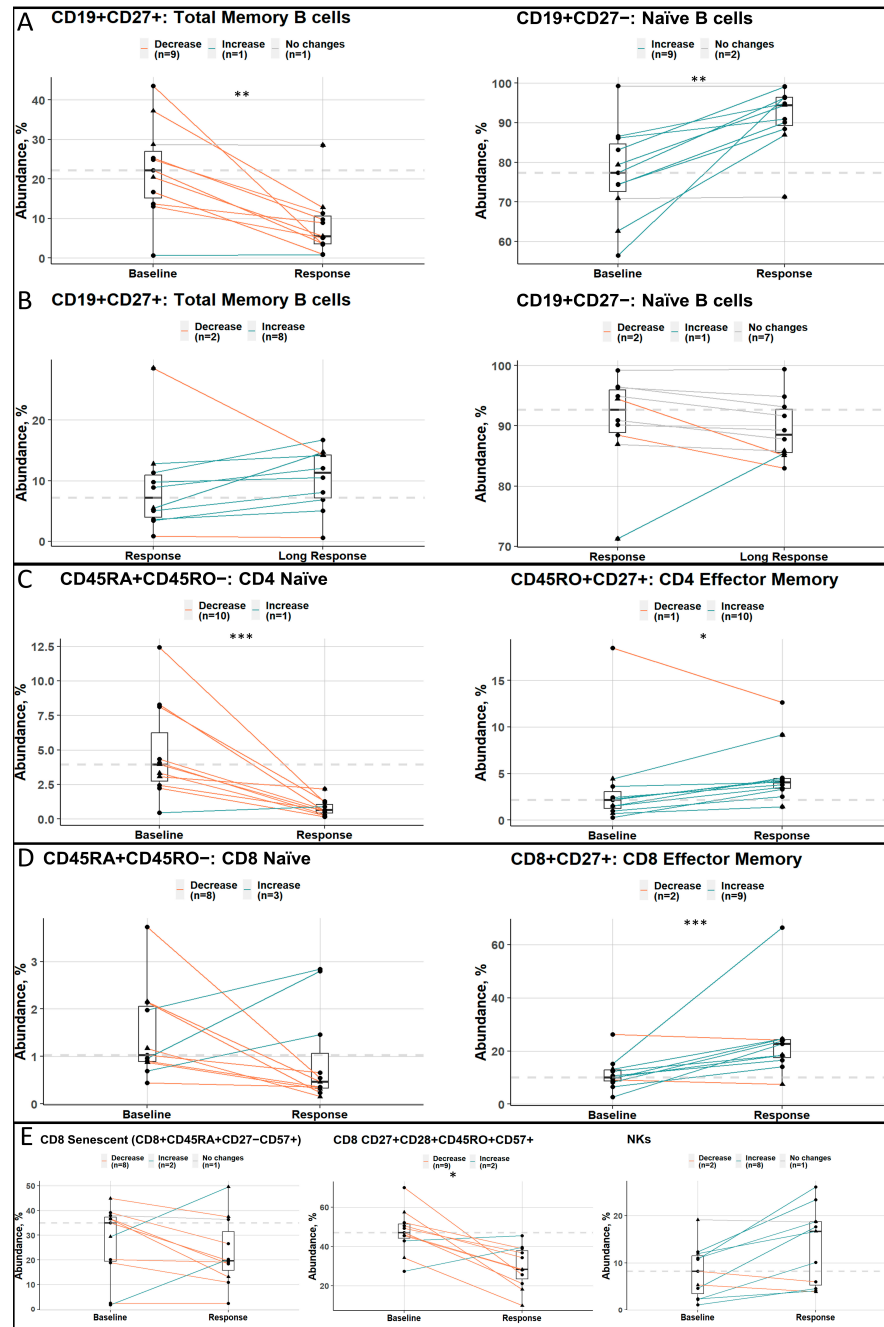 A
CD19+CD27+: Total Memory B cells
Decrease (n=9)
Increase (n=1)
No changes (n=1)
**
Abundance, %
40
30
20
10
0
Baseline
Response
CD19+CD27−: Naïve B cells
Increase (n=9)
No changes (n=2)
**
Abundance, %
100
90
80
70
60
Baseline
Response
B
CD19+CD27+: Total Memory B cells
Decrease (n=2)
Increase (n=8)
Abundance, %
20
10
0
Response
Long Response
CD19+CD27−: Naïve B cells
Decrease (n=2)
Increase (n=1)
No changes (n=7)
Abundance, %
100
90
80
70
Response
Long Response
C
CD45RA+CD45RO−: CD4 Naïve
Decrease (n=10)
Increase (n=1)
***
Abundance, %
12.5
10.0
7.5
5.0
2.5
0.0
Baseline
Response
CD45RO+CD27+: CD4 Effector Memory
Decrease (n=1)
Increase (n=10)
*
Abundance, %
15
10
5
0
Baseline
Response
D
CD45RA+CD45RO−: CD8 Naïve
Decrease (n=8)
Increase (n=3)
Abundance, %
3
2
1
0
Baseline
Response
CD8+CD27+: CD8 Effector Memory
Decrease (n=2)
Increase (n=9)
***
Abundance, %
60
40
20
0
Baseline
Response
E
CD8 Senescent (CD8+CD45RA+CD27−CD57+)
Decrease (n=8)
Increase (n=2)
No changes (n=1)
Abundance, %
50
40
30
20
10
0
Baseline
Response
CD8 CD27+CD28+CD45RO+CD57+
Decrease (n=9)
Increase (n=2)
*
Abundance, %
60
40
20
Baseline
Response
NKs
Decrease (n=2)
Increase (n=8)
No changes (n=1)
Abundance, %
20
10
0
Baseline
Response